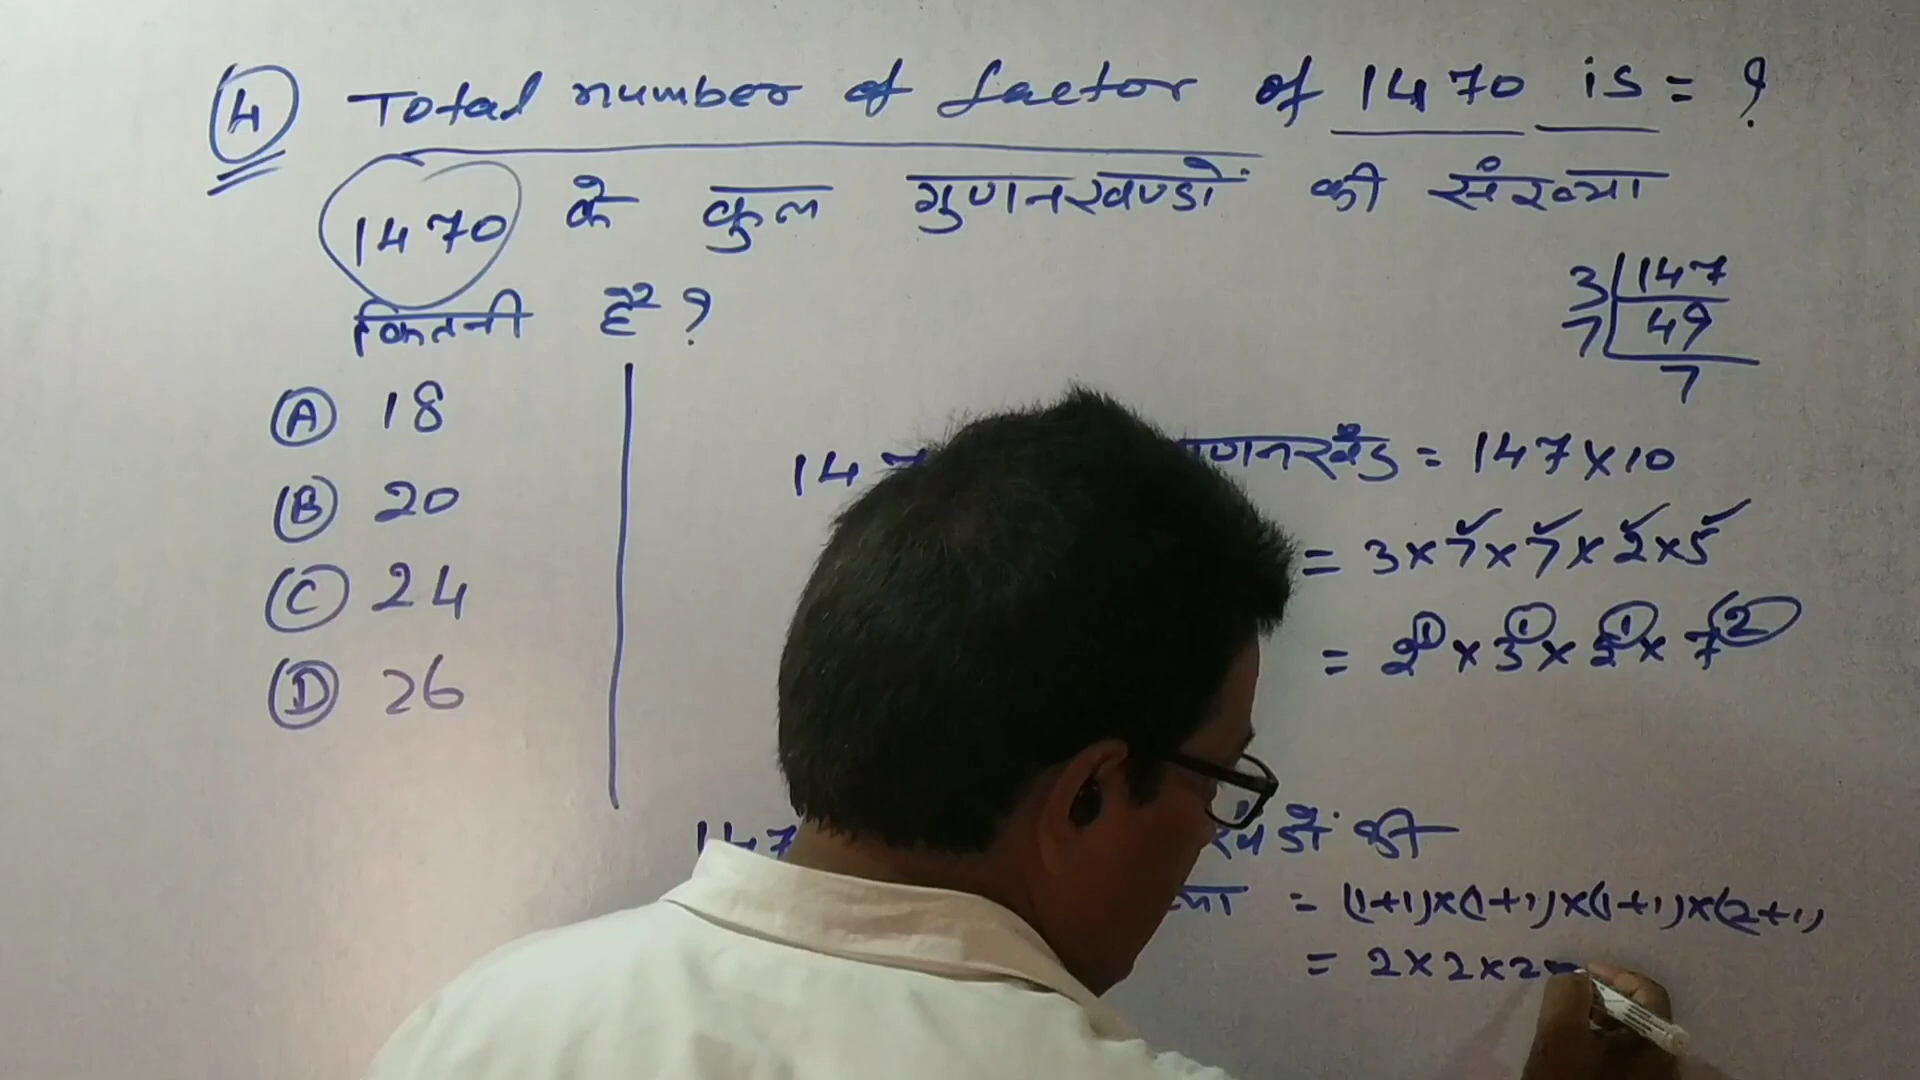 4 Total number of factor of 1470 is = ?
1470 के कुल गुणनखण्डों की संख्या
कितनी है ?
A 18
B 20
C 24
D 26
3 147
7 49
7
= 147 × 10
= 3 × 7 × 7 × 2 × 5
= 2¹ × 3¹ × 5¹ × 7²
की
= (1+1)×(1+1)×(1+1)×(2+1)
= 2 × 2 × 2